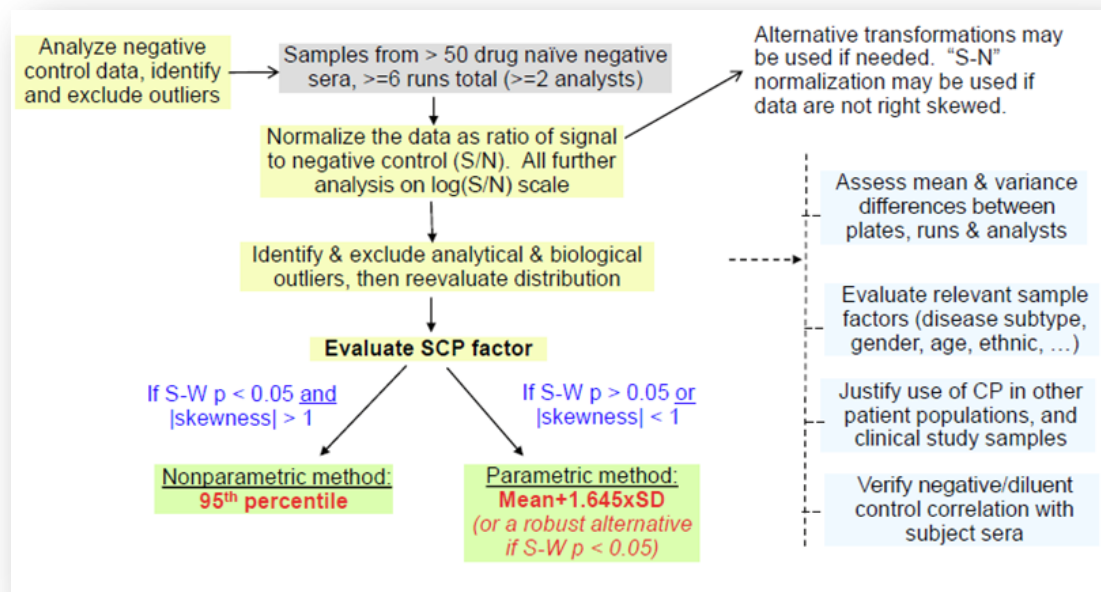 Analyze negative
control data, identify
and exclude outliers
Samples from > 50 drug naïve negative
sera, >=6 runs total (>=2 analysts)
Alternative transformations may
be used if needed. “S-N”
normalization may be used if
data are not right skewed.
Normalize the data as ratio of signal
to negative control (S/N). All further
analysis on log(S/N) scale
Identify & exclude analytical & biological
outliers, then reevaluate distribution
Evaluate SCP factor
If S-W p < 0.05 and
|skewness| > 1
If S-W p > 0.05 or
|skewness| < 1
Nonparametric method:
95th percentile
Parametric method:
Mean+1.645xSD
(or a robust alternative
if S-W p < 0.05)
Assess mean & variance
differences between
plates, runs & analysts
Evaluate relevant sample
factors (disease subtype,
gender, age, ethnic, ...)
Justify use of CP in other
patient populations, and
clinical study samples
Verify negative/diluent
control correlation with
subject sera